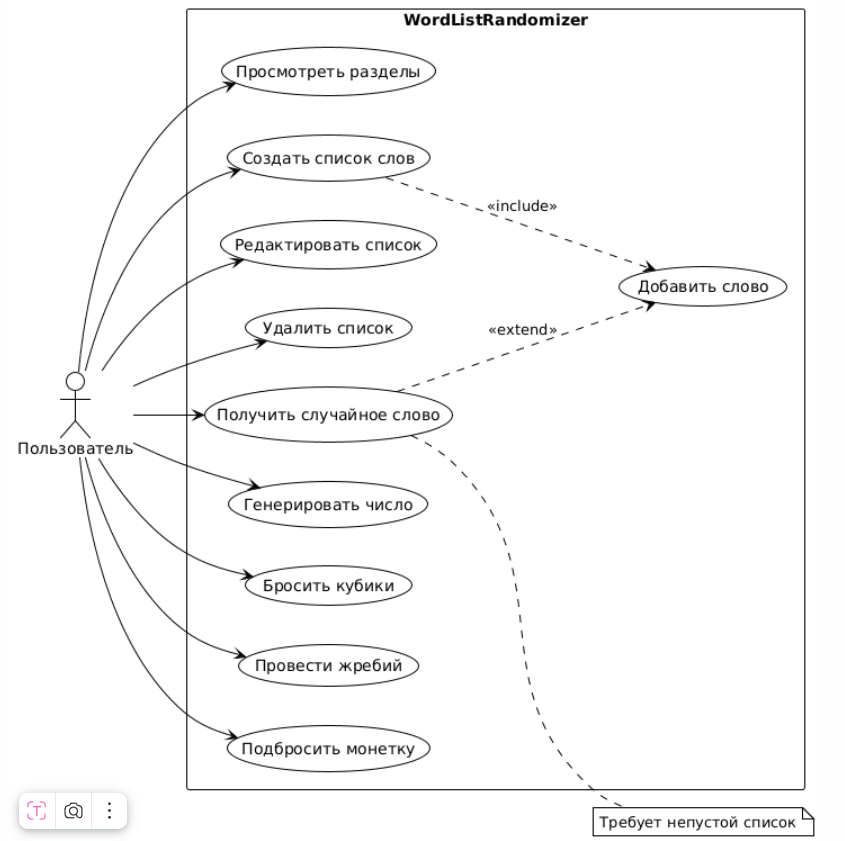 WordListRandomizer
Просмотреть разделы
Создать список слов
«include»
Редактировать список
Добавить слово
Удалить список
«extend»
Получить случайное слово
Пользователь
Генерировать число
Бросить кубики
Провести жребий
Подбросить монетку
Требует непустой список
T